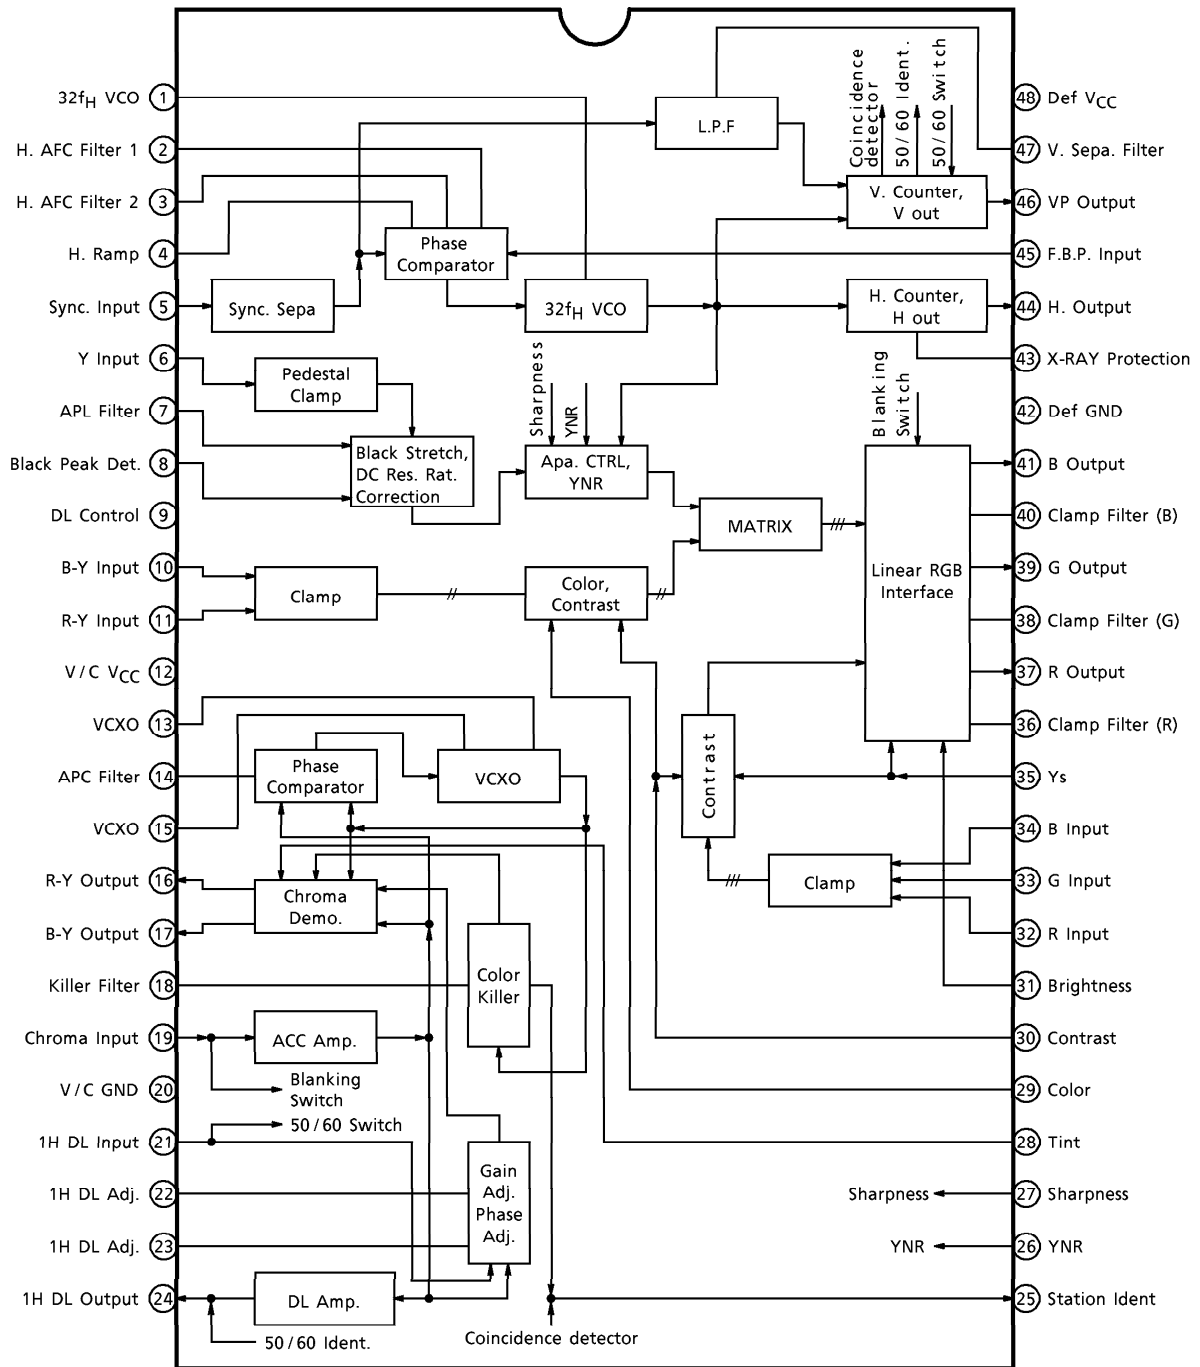 32fH VCO 1
H. AFC Filter 1 2
H. AFC Filter 2 3
H. Ramp 4
Sync. Input 5
Y Input 6
APL Filter 7
Black Peak Det. 8
DL Control 9
B-Y Input 10
R-Y Input 11
V/C VCC 12
VCXO 13
APC Filter 14
VCXO 15
R-Y Output 16
B-Y Output 17
Killer Filter 18
Chroma Input 19
V/C GND 20
1H DL Input 21
1H DL Adj. 22
1H DL Adj. 23
1H DL Output 24
48 Def VCC
47 V. Sepa. Filter
46 VP Output
45 F.B.P. Input
44 H. Output
43 X-RAY Protection
42 Def GND
41 B Output
40 Clamp Filter (B)
39 G Output
38 Clamp Filter (G)
37 R Output
36 Clamp Filter (R)
35 Ys
34 B Input
33 G Input
32 R Input
31 Brightness
30 Contrast
29 Color
28 Tint
27 Sharpness
26 YNR
25 Station Ident
L.P.F
Coincidence
detector
50/60 Ident.
50/60 Switch
V. Counter,
V out
Phase
Comparator
Sync. Sepa
32fH VCO
H. Counter,
H out
Pedestal
Clamp
Sharpness
YNR
Blanking
Switch
Black Stretch,
DC Res. Rat.
Correction
Apa. CTRL,
YNR
MATRIX
Linear RGB
Interface
Clamp
Color,
Contrast
Phase
Comparator
VCXO
Contrast
Chroma
Demo.
Clamp
Color
Killer
ACC Amp.
Blanking
Switch
50/60 Switch
Gain
Adj.
Phase
Adj.
Sharpness
YNR
DL Amp.
50/60 Ident.
Coincidence detector